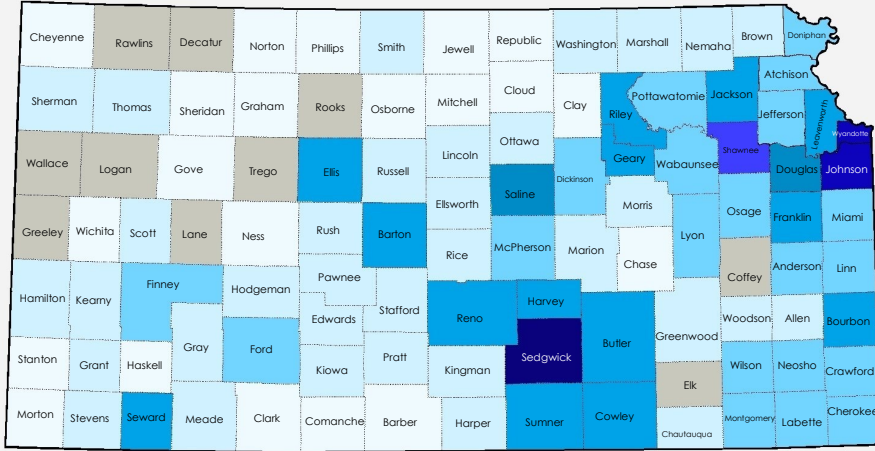 Cheyenne
Rawlins
Decatur
Norton
Phillips
Smith
Jewell
Republic
Washington
Marshall
Nemaha
Brown
Doniphan
Sherman
Thomas
Sheridan
Graham
Rooks
Osborne
Mitchell
Cloud
Clay
Riley
Pottawatomie
Jackson
Atchison
Jefferson
Leavenworth
Wyandotte
Wallace
Logan
Gove
Trego
Ellis
Russell
Lincoln
Ottawa
Saline
Dickinson
Geary
Wabaunsee
Shawnee
Douglas
Johnson
Greeley
Wichita
Scott
Lane
Ness
Rush
Barton
Ellsworth
Rice
McPherson
Marion
Morris
Chase
Lyon
Osage
Franklin
Miami
Coffey
Anderson
Linn
Hamilton
Kearny
Finney
Hodgeman
Pawnee
Edwards
Stafford
Reno
Harvey
Butler
Greenwood
Woodson
Allen
Bourbon
Stanton
Grant
Haskell
Gray
Ford
Kiowa
Pratt
Kingman
Sedgwick
Elk
Wilson
Neosho
Crawford
Morton
Stevens
Seward
Meade
Clark
Comanche
Barber
Harper
Sumner
Cowley
Chautauqua
Montgomery
Labette
Cherokee